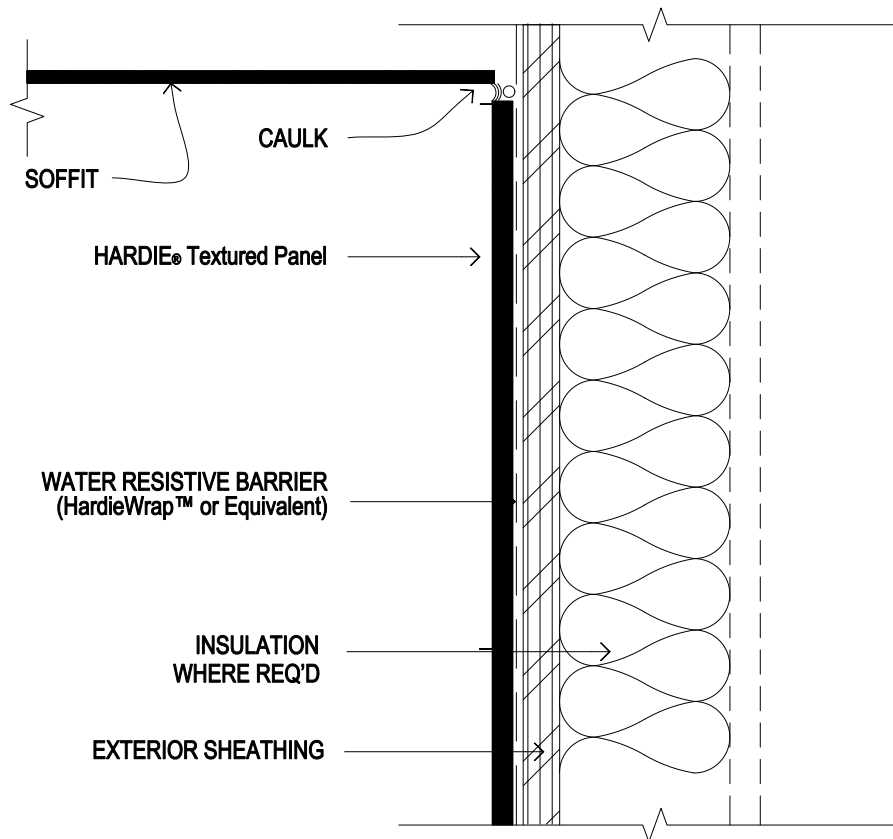 CAULK
SOFFIT
HARDIE® Textured Panel
WATER RESISTIVE BARRIER
(HardieWrap™ or Equivalent)
INSULATION
WHERE REQ'D
EXTERIOR SHEATHING